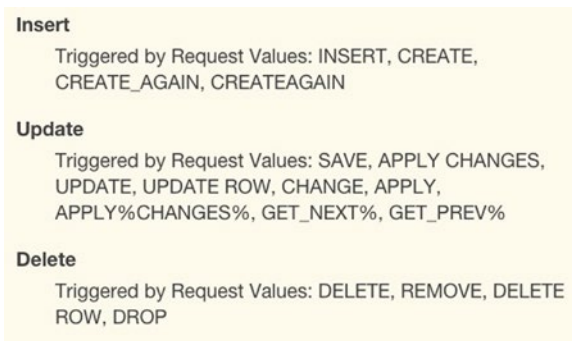 Insert
Triggered by Request Values: INSERT, CREATE,
CREATE_AGAIN, CREATEAGAIN
Update
Triggered by Request Values: SAVE, APPLY CHANGES,
UPDATE, UPDATE ROW, CHANGE, APPLY,
APPLY%CHANGES%, GET_NEXT%, GET_PREV%
Delete
Triggered by Request Values: DELETE, REMOVE, DELETE
ROW, DROP